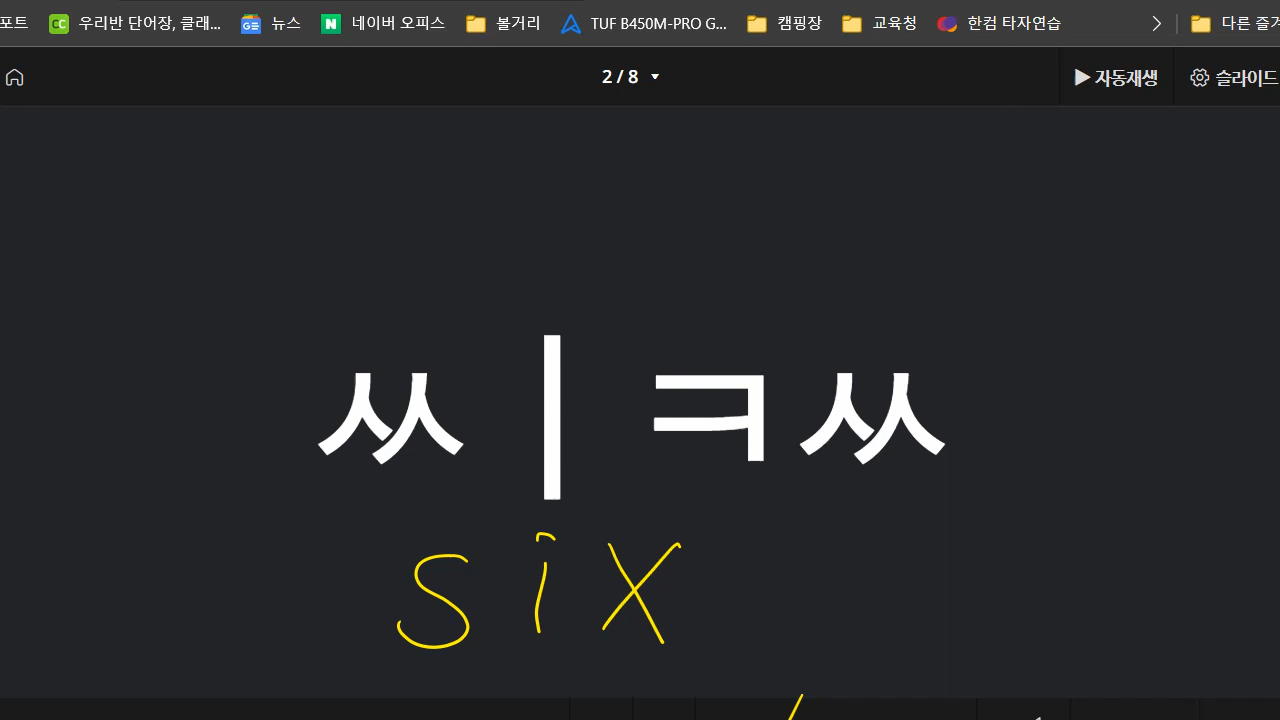 포트 우리반 단어장, 클래... 뉴스 네이버 오피스 볼거리 TUF B450M-PRO G... 캠핑장 교육청 한컴 타자연습 다른 즐겨
2 / 8 자동재생 슬라이드
ㅆ ㅣ ㅋㅆ
six